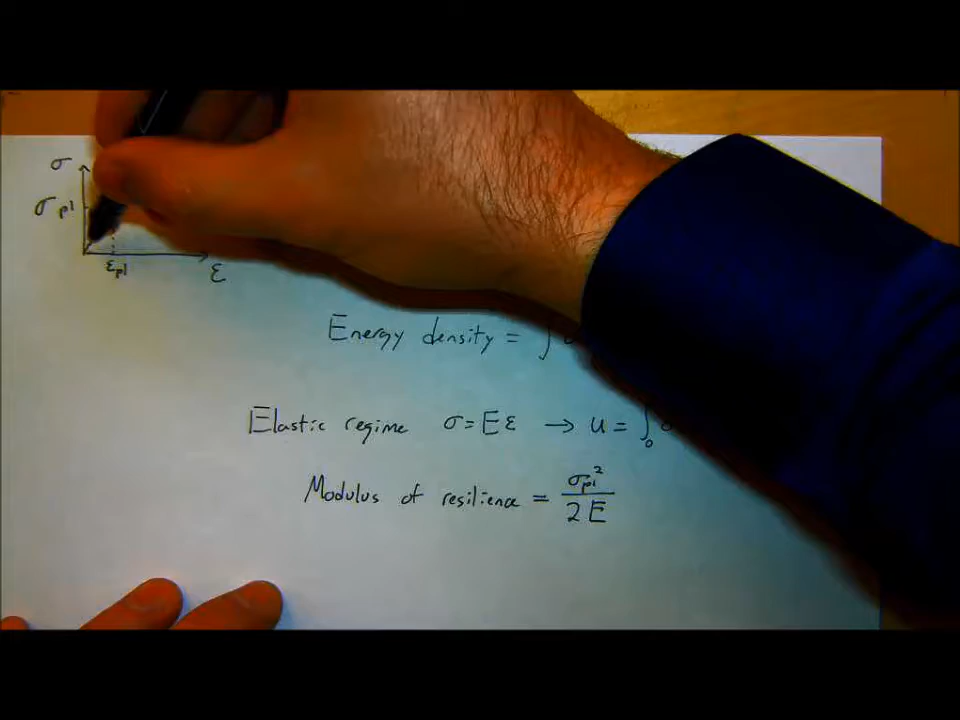 σ
σpl
εpl
ε
Energy density = ∫
Elastic regime σ=Eε → u = ∫0
Modulus of resilience = σpl² / 2E